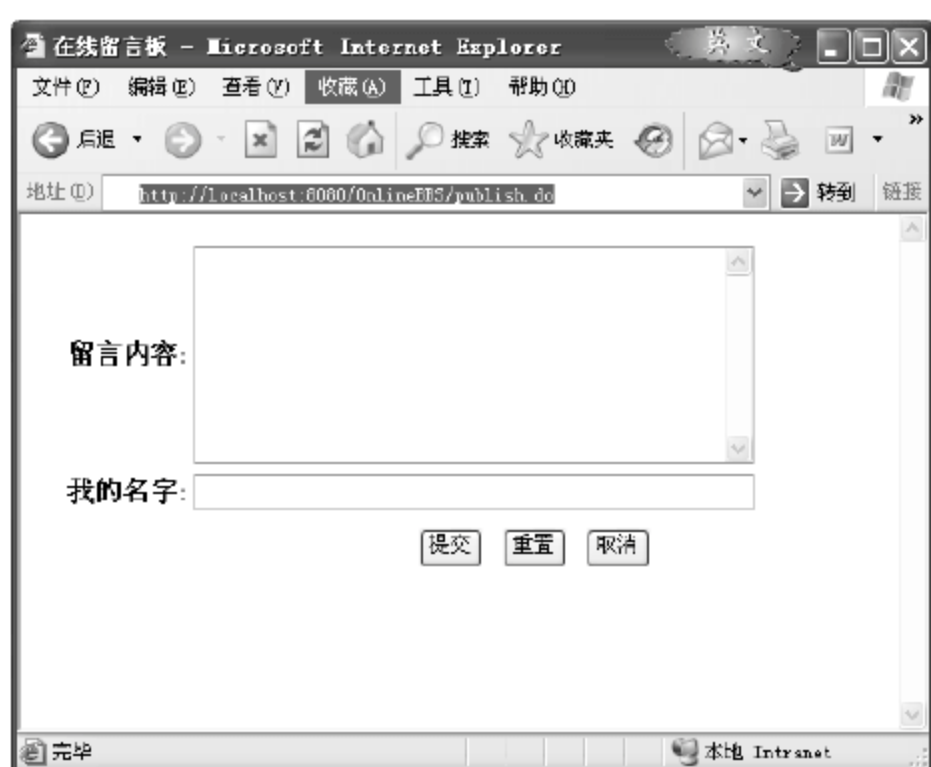 在线留言板 - Microsoft Internet Explorer
英文
文件(F) 编辑(E) 查看(V) 收藏(A) 工具(T) 帮助(H)
后退 搜索 收藏夹
地址(D) http://localhost:8080/OnlineBBS/publish.do 转到 链接
留言内容:
我的名字:
提交 重置 取消
完毕 本地 Intranet